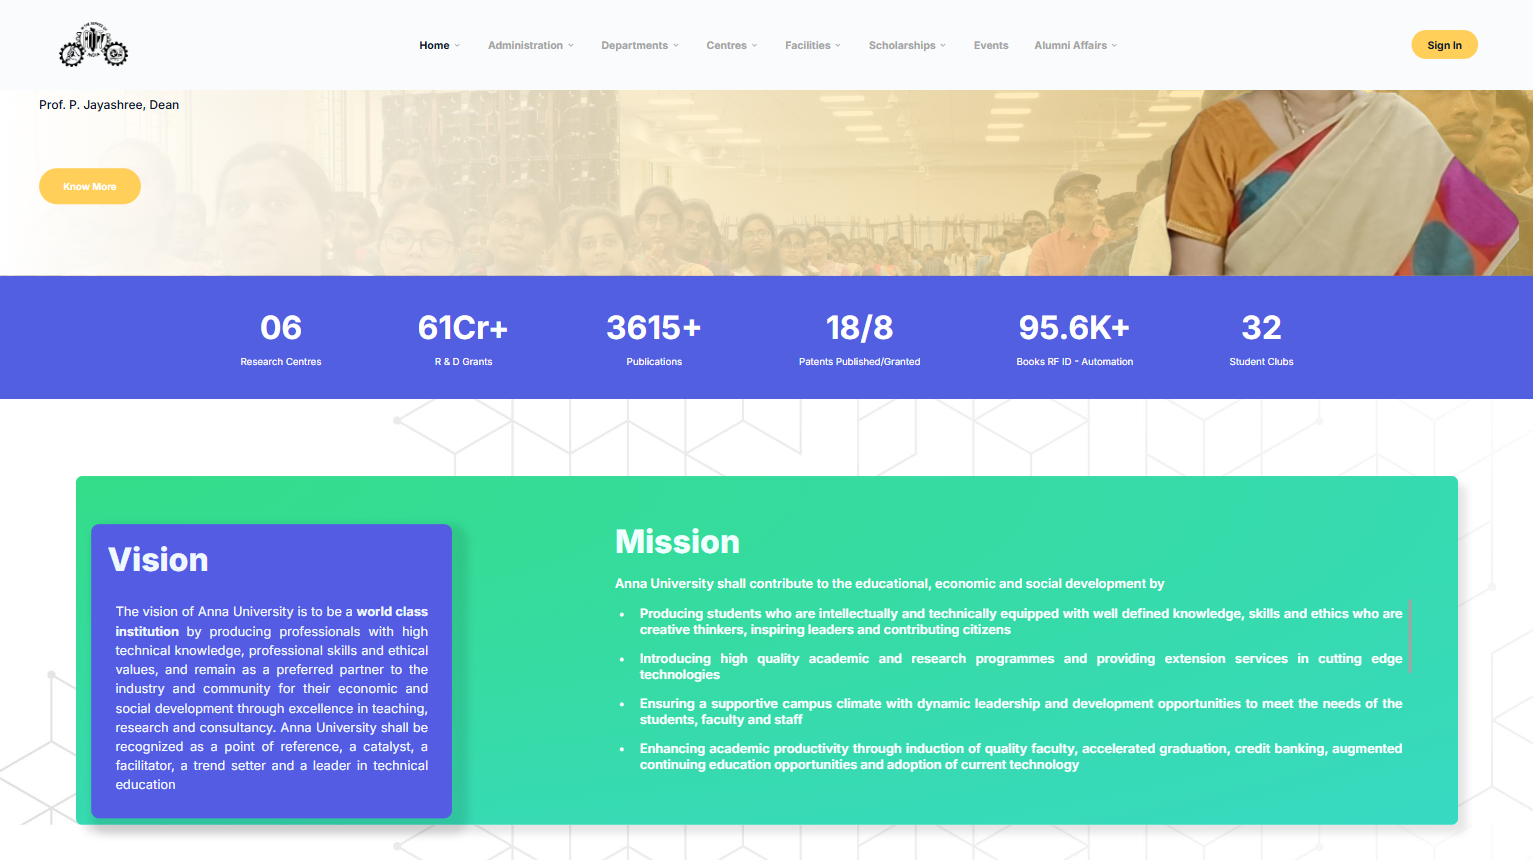 Home
Administration
Departments
Centres
Facilities
Scholarships
Events
Alumni Affairs
Sign In
Prof. P. Jayashree, Dean
Know More
06
Research Centres
61Cr+
R & D Grants
3615+
Publications
18/8
Patents Published/Granted
95.6K+
Books RF ID - Automation
32
Student Clubs
Vision
The vision of Anna University is to be a world class
institution by producing professionals with high
technical knowledge, professional skills and ethical
values, and remain as a preferred partner to the
industry and community for their economic and
social development through excellence in teaching,
research and consultancy. Anna University shall be
recognized as a point of reference, a catalyst, a
facilitator, a trend setter and a leader in technical
education
Mission
Anna University shall contribute to the educational, economic and social development by
• Producing students who are intellectually and technically equipped with well defined knowledge, skills and ethics who are
creative thinkers, inspiring leaders and contributing citizens
• Introducing high quality academic and research programmes and providing extension services in cutting edge
technologies
• Ensuring a supportive campus climate with dynamic leadership and development opportunities to meet the needs of the
students, faculty and staff
• Enhancing academic productivity through induction of quality faculty, accelerated graduation, credit banking, augmented
continuing education opportunities and adoption of current technology